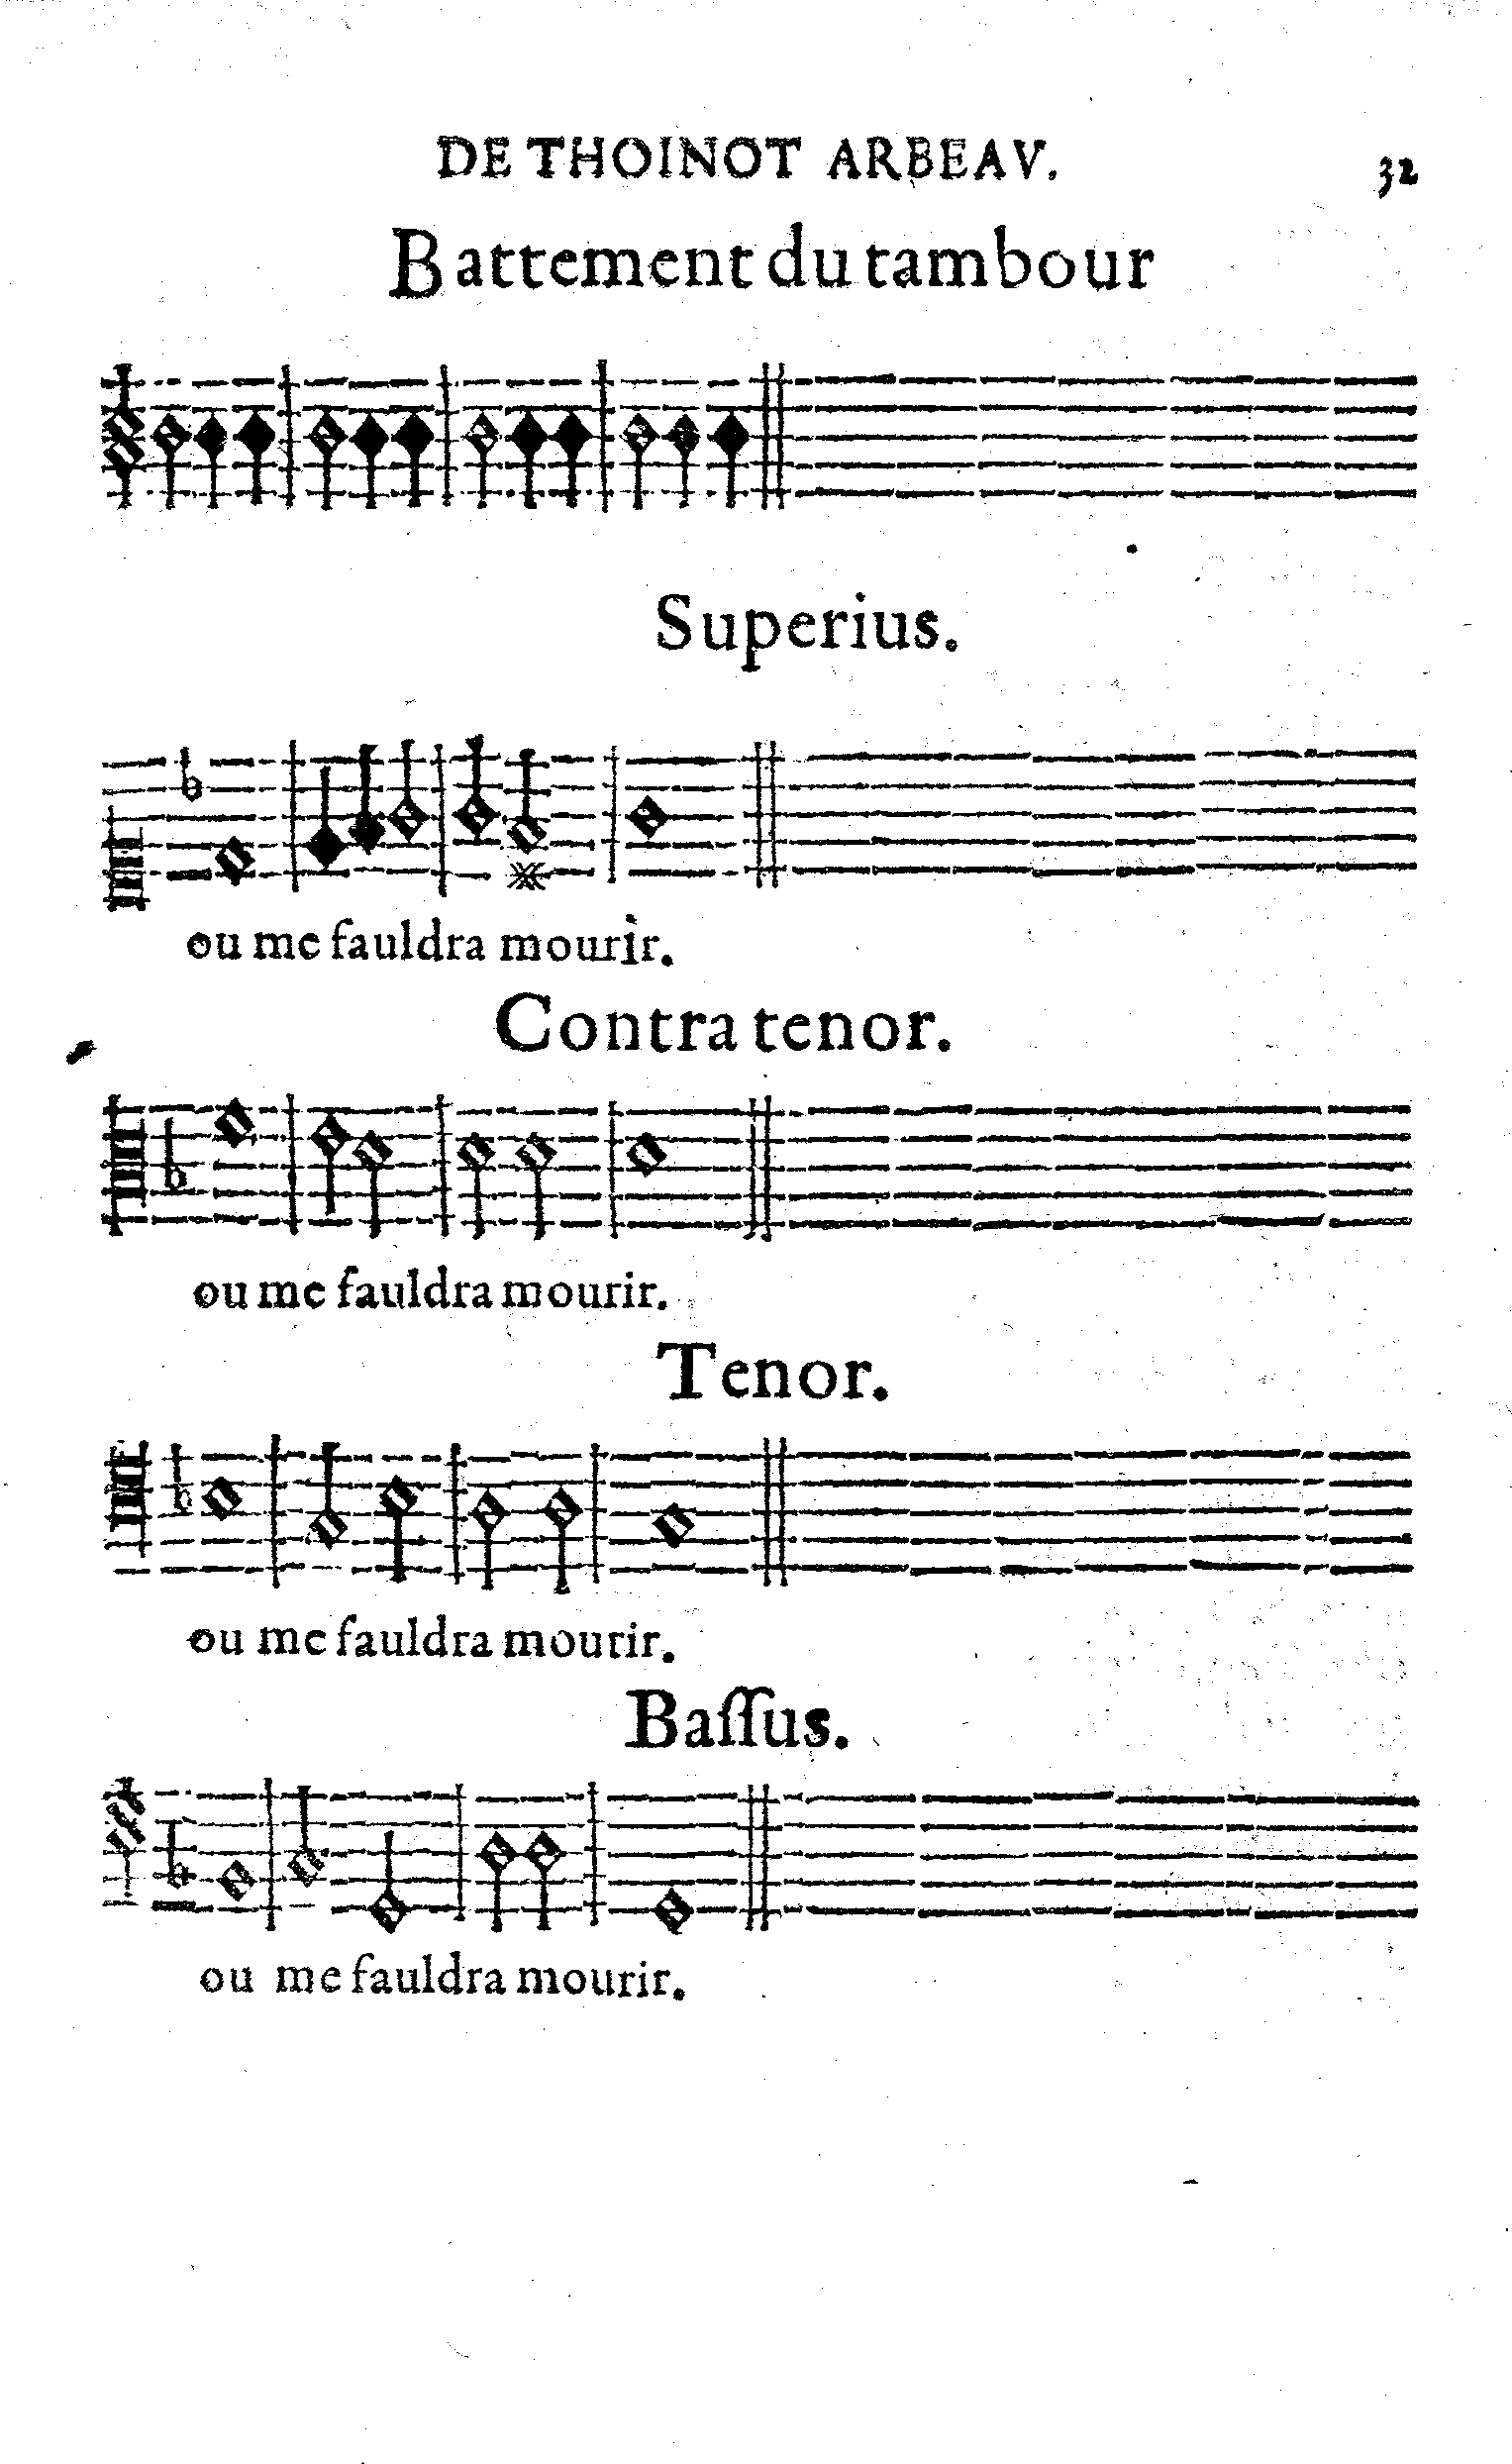 DE THOINOT ARBEAV. 32
Battement du tambour
Superius.
ou me fauldra mourir.
Contra tenor.
ou me fauldra mourir.
Tenor.
ou me fauldra mourir.
Baſſus.
ou me fauldra mourir.